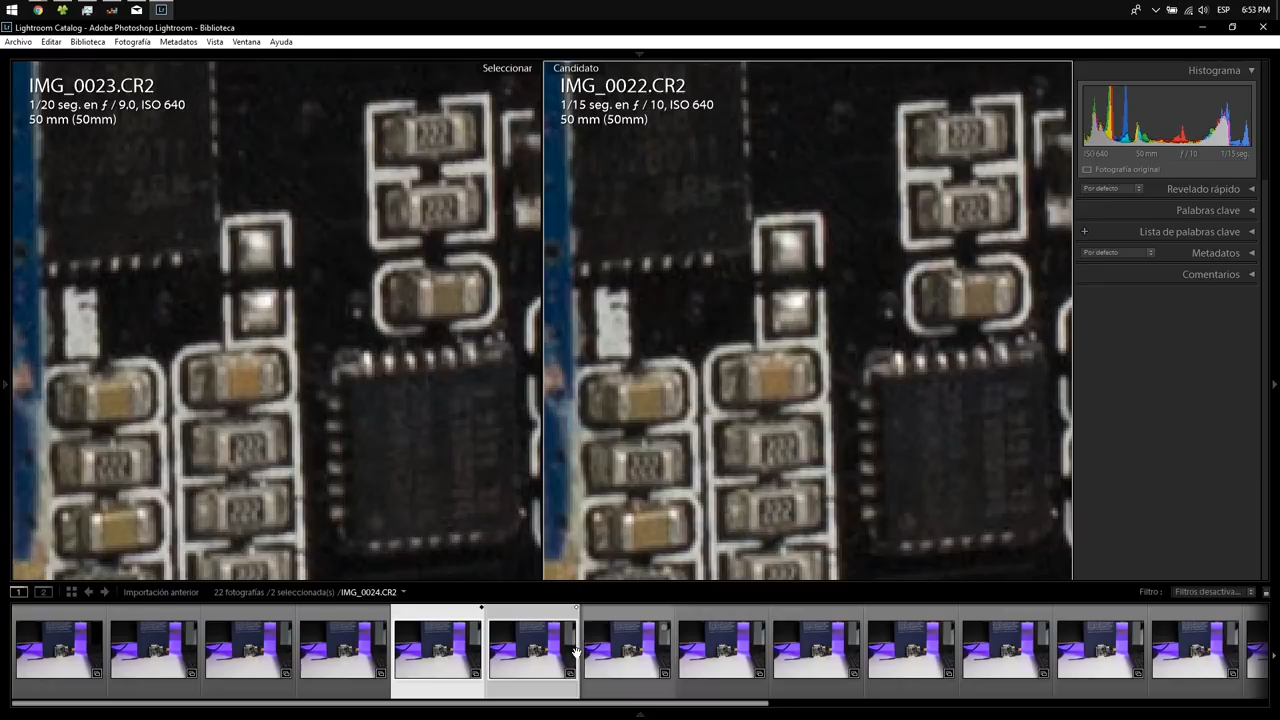 ESP
6:53 PM
Lightroom Catalog - Adobe Photoshop Lightroom - Biblioteca
Archivo
Editar
Biblioteca
Fotografía
Metadatos
Vista
Ventana
Ayuda
IMG_0023.CR2
1/20 seg. en ƒ / 9.0, ISO 640
50 mm (50mm)
Seleccionar
Candidato
IMG_0022.CR2
1/15 seg. en ƒ / 10, ISO 640
50 mm (50mm)
Histograma
ISO 640
50 mm
ƒ / 10
1/15 seg.
Fotografía original
Por defecto
Revelado rápido
Palabras clave
Lista de palabras clave
Por defecto
Metadatos
Comentarios
1
2
Importación anterior
22 fotografías /2 seleccionada(s) /IMG_0024.CR2
Filtro :
Filtros desactiva...